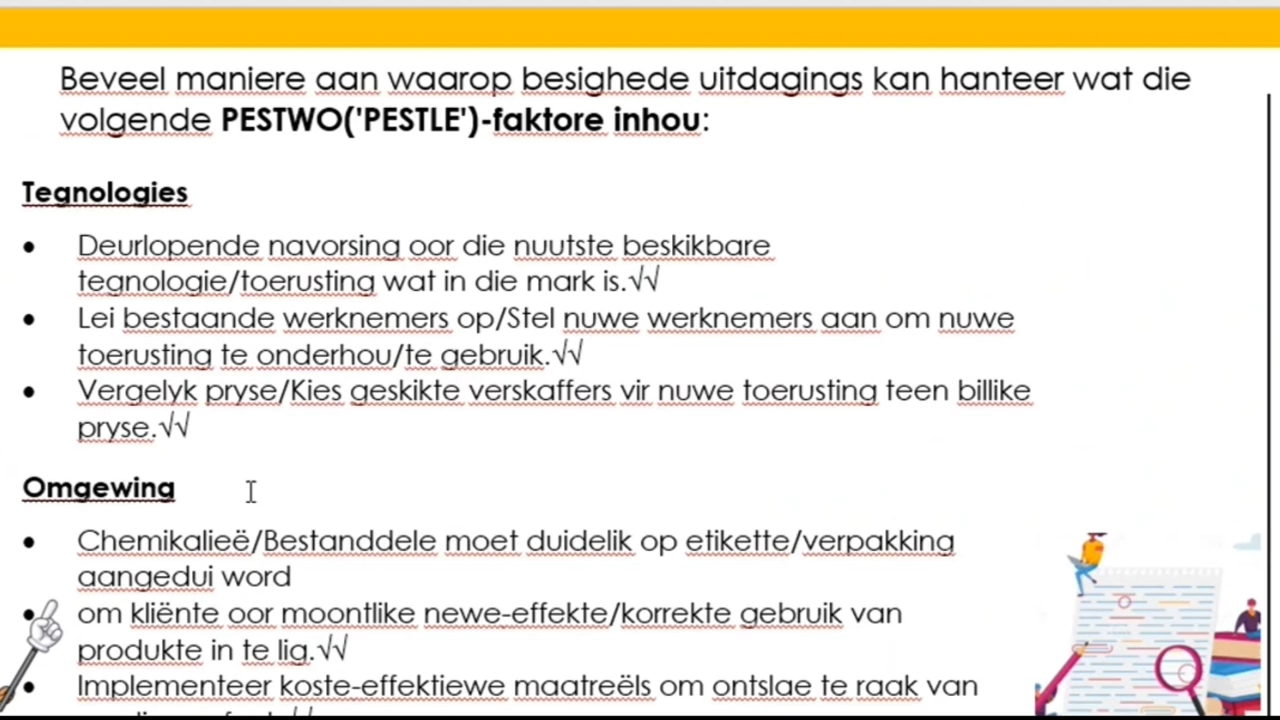 Beveel maniere aan waarop besighede uitdagings kan hanteer wat die
volgende PESTWO('PESTLE')-faktore inhou:
Tegnologies
• Deurlopende navorsing oor die nuutste beskikbare
tegnologie/toerusting wat in die mark is.√√
• Lei bestaande werknemers op/Stel nuwe werknemers aan om nuwe
toerusting te onderhou/te gebruik.√√
• Vergelyk pryse/Kies geskikte verskaffers vir nuwe toerusting teen billike
pryse.√√
Omgewing
• Chemikalieë/Bestanddele moet duidelik op etikette/verpakking
aangedui word
• om kliënte oor moontlike newe-effekte/korrekte gebruik van
produkte in te lig.√√
• Implementeer koste-effektiewe maatreëls om ontslae te raak van